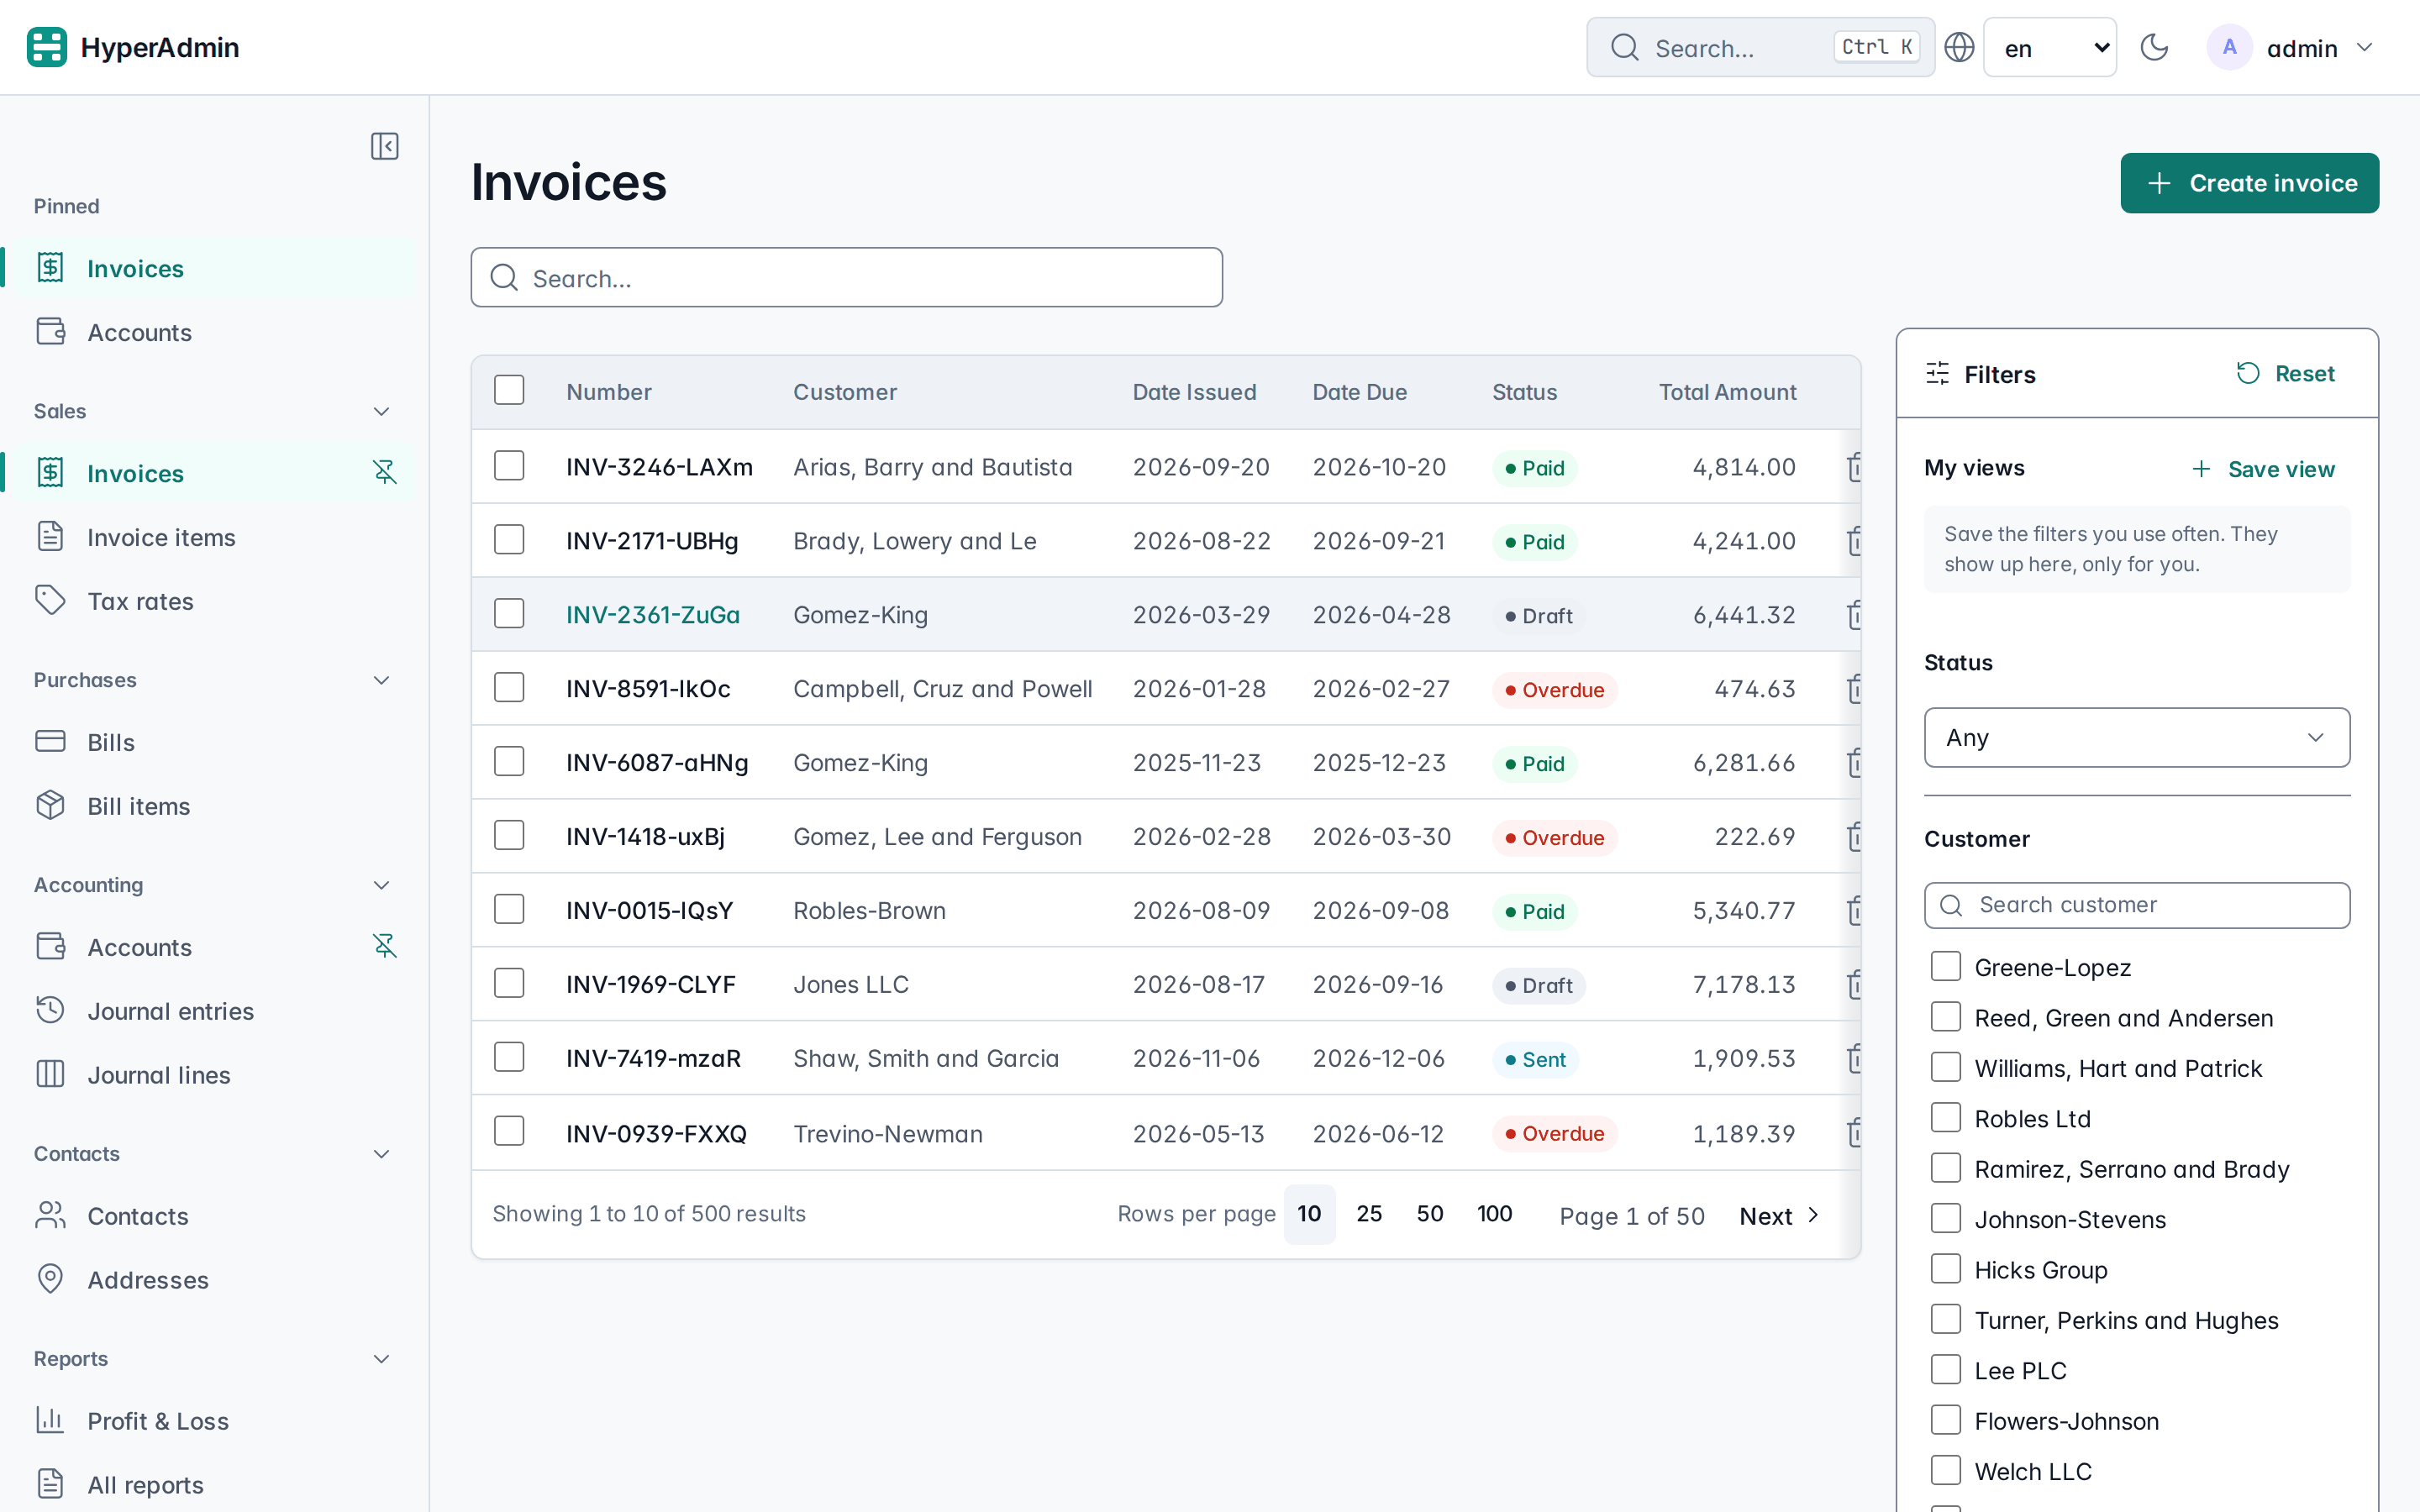 HyperAdmin
Search...
Ctrl K
en
A
admin
Pinned
Invoices
Accounts
Sales
Invoices
Invoice items
Tax rates
Purchases
Bills
Bill items
Accounting
Accounts
Journal entries
Journal lines
Contacts
Contacts
Addresses
Reports
Profit & Loss
All reports
Invoices
Create invoice
Search...
Number Customer Date Issued Date Due Status Total Amount
INV-3246-LAXm Arias, Barry and Bautista 2026-09-20 2026-10-20 Paid 4,814.00
INV-2171-UBHg Brady, Lowery and Le 2026-08-22 2026-09-21 Paid 4,241.00
INV-2361-ZuGa Gomez-King 2026-03-29 2026-04-28 Draft 6,441.32
INV-8591-IkOc Campbell, Cruz and Powell 2026-01-28 2026-02-27 Overdue 474.63
INV-6087-aHNg Gomez-King 2025-11-23 2025-12-23 Paid 6,281.66
INV-1418-uxBj Gomez, Lee and Ferguson 2026-02-28 2026-03-30 Overdue 222.69
INV-0015-IQsY Robles-Brown 2026-08-09 2026-09-08 Paid 5,340.77
INV-1969-CLYF Jones LLC 2026-08-17 2026-09-16 Draft 7,178.13
INV-7419-mzaR Shaw, Smith and Garcia 2026-11-06 2026-12-06 Sent 1,909.53
INV-0939-FXXQ Trevino-Newman 2026-05-13 2026-06-12 Overdue 1,189.39
Showing 1 to 10 of 500 results
Rows per page 10 25 50 100
Page 1 of 50
Next
Filters
Reset
My views
Save view
Save the filters you use often. They
show up here, only for you.
Status
Any
Customer
Search customer
Greene-Lopez
Reed, Green and Andersen
Williams, Hart and Patrick
Robles Ltd
Ramirez, Serrano and Brady
Johnson-Stevens
Hicks Group
Turner, Perkins and Hughes
Lee PLC
Flowers-Johnson
Welch LLC